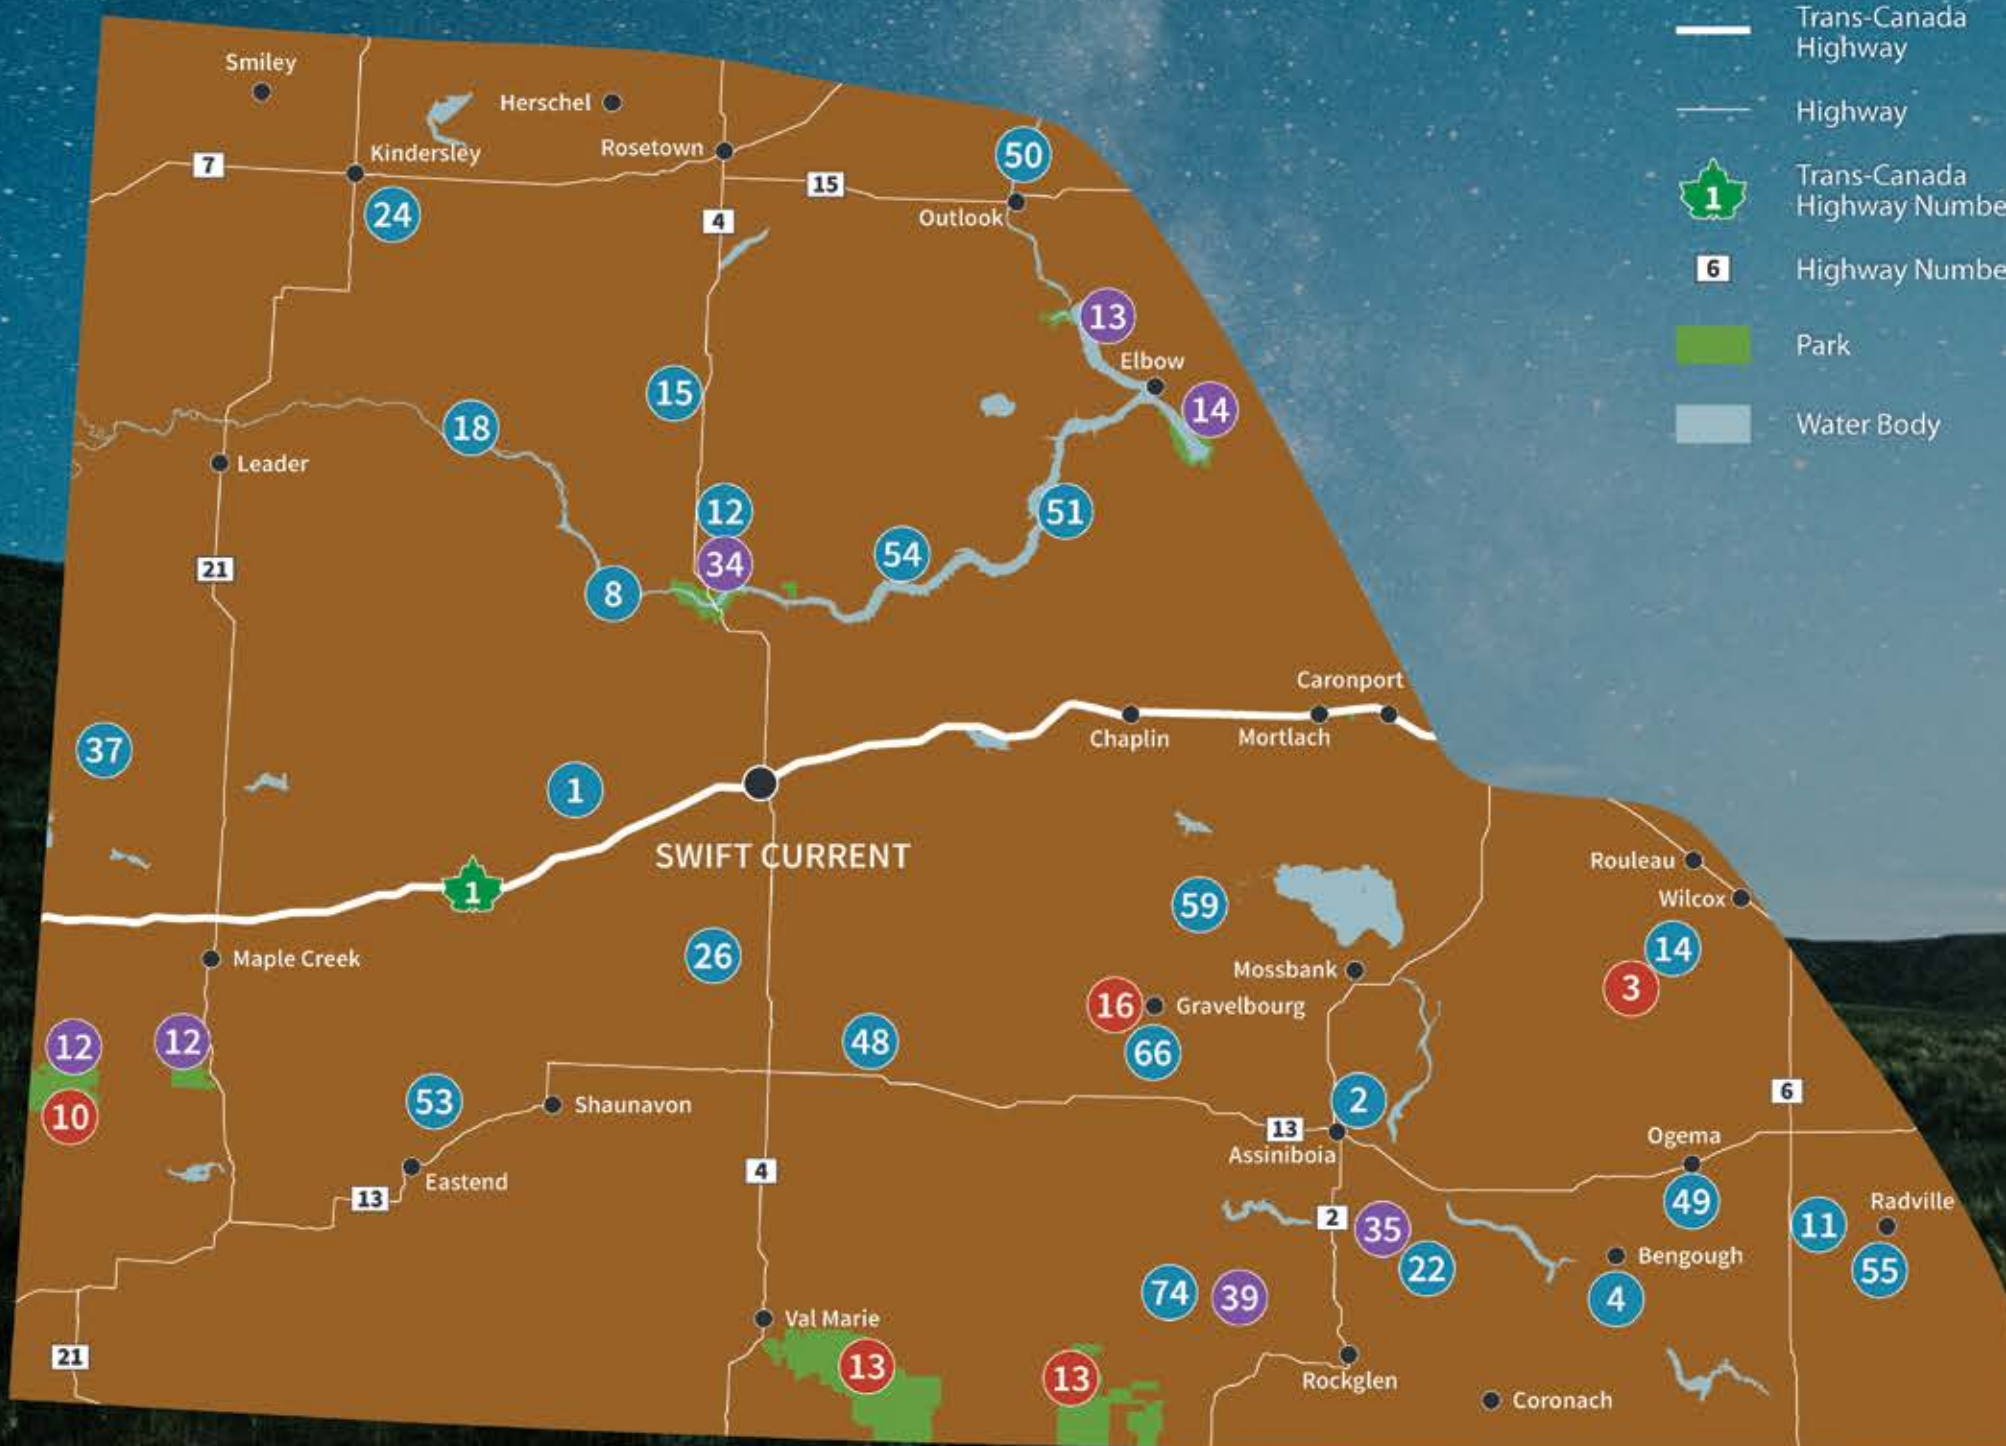 Trans-Canada
Highway
Highway
1
Trans-Canada
Highway Numbe
6
Highway Numbe
Park
Water Body
Smiley
Herschel
Kindersley
Rosetown
7
50
15
24
4
Outlook
13
Elbow
15
14
18
Leader
12
51
54
34
21
8
Caronport
Chaplin
Mortlach
37
1
SWIFT CURRENT
Rouleau
1
Wilcox
59
14
26
Maple Creek
Mossbank
3
16
Gravelbourg
12
12
48
66
6
53
Shaunavon
2
10
13
Ogema
Assiniboia
4
Eastend
13
49
Radville
2
35
11
Bengough
22
55
74
39
4
Val Marie
21
13
13
Rockglen
Coronach